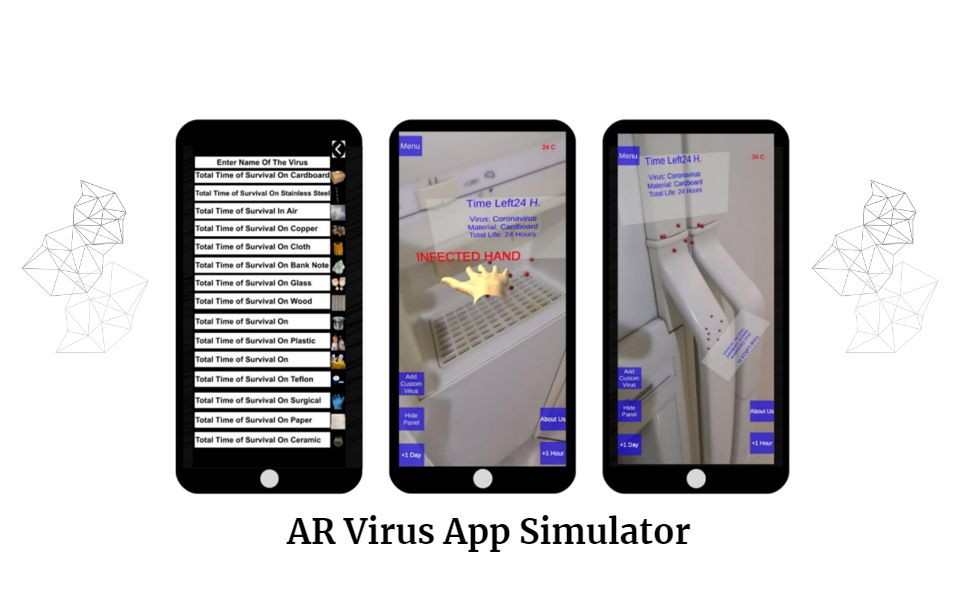 Enter Name Of The Virus
Total Time of Survival On Cardboard
Total Time of Survival On Stainless Steel
Total Time of Survival In Air
Total Time of Survival On Copper
Total Time of Survival On Cloth
Total Time of Survival On Bank Note
Total Time of Survival On Glass
Total Time of Survival On Wood
Total Time of Survival On
Total Time of Survival On Plastic
Total Time of Survival On
Total Time of Survival On Teflon
Total Time of Survival On Surgical
Total Time of Survival On Paper
Total Time of Survival On Ceramic
Menu
24 C
Time Left24 H.
Virus: Coronavirus
Material: Cardboard
Total Life: 24 Hours
INFECTED HAND
Add
Custom
Virus
Hide
Panel
About Us
+1 Day
+1 Hour
Menu
24 C
Time Left24 H.
Virus: Coronavirus
Material: Cardboard
Total Life: 24 Hours
Add
Custom
Virus
Hide
Panel
About Us
+1 Day
+1 Hour
AR Virus App Simulator